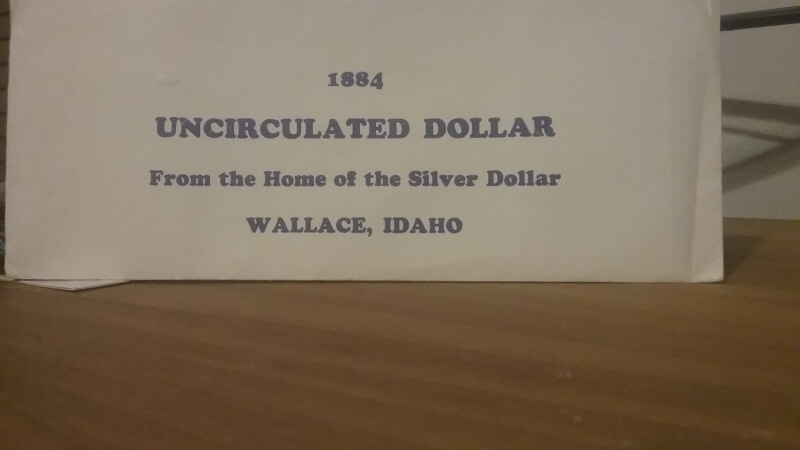 1884
UNCIRCULATED DOLLAR
From the Home of the Silver Dollar
WALLACE, IDAHO